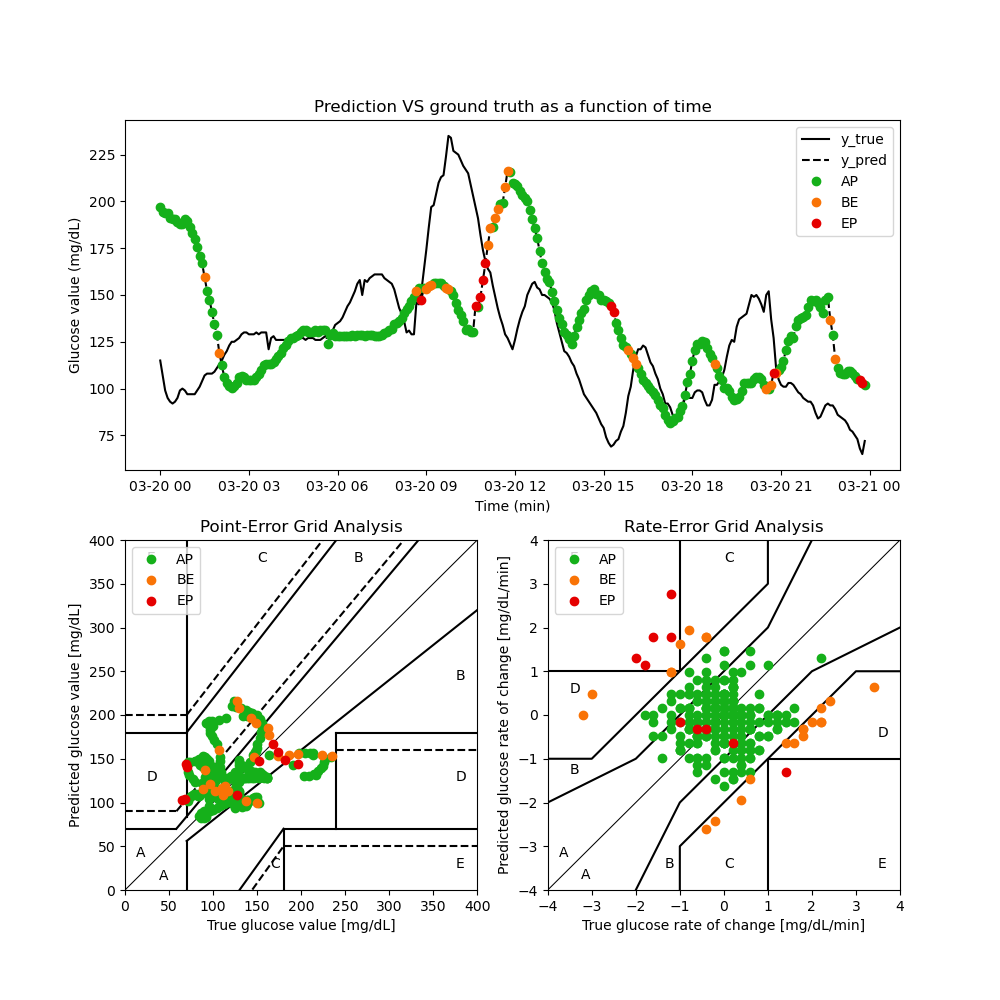 Prediction VS ground truth as a function of time
Glucose value (mg/dL)
225
200
175
150
125
100
75
y_true
y_pred
AP
BE
EP
03-20 00 03-20 03 03-20 06 03-20 09 03-20 12 03-20 15 03-20 18 03-20 21 03-21 00
Time (min)
Point-Error Grid Analysis
Predicted glucose value [mg/dL]
400
350
300
250
200
150
100
50
0
AP
BE
EP
C
B
B
D
D
A
A
C
E
0 50 100 150 200 250 300 350 400
True glucose value [mg/dL]
Rate-Error Grid Analysis
Predicted glucose rate of change [mg/dL/min]
4
3
2
1
0
−1
−2
−3
−4
AP
BE
EP
C
D
D
B
A
A
B
C
E
−4 −3 −2 −1 0 1 2 3 4
True glucose rate of change [mg/dL/min]